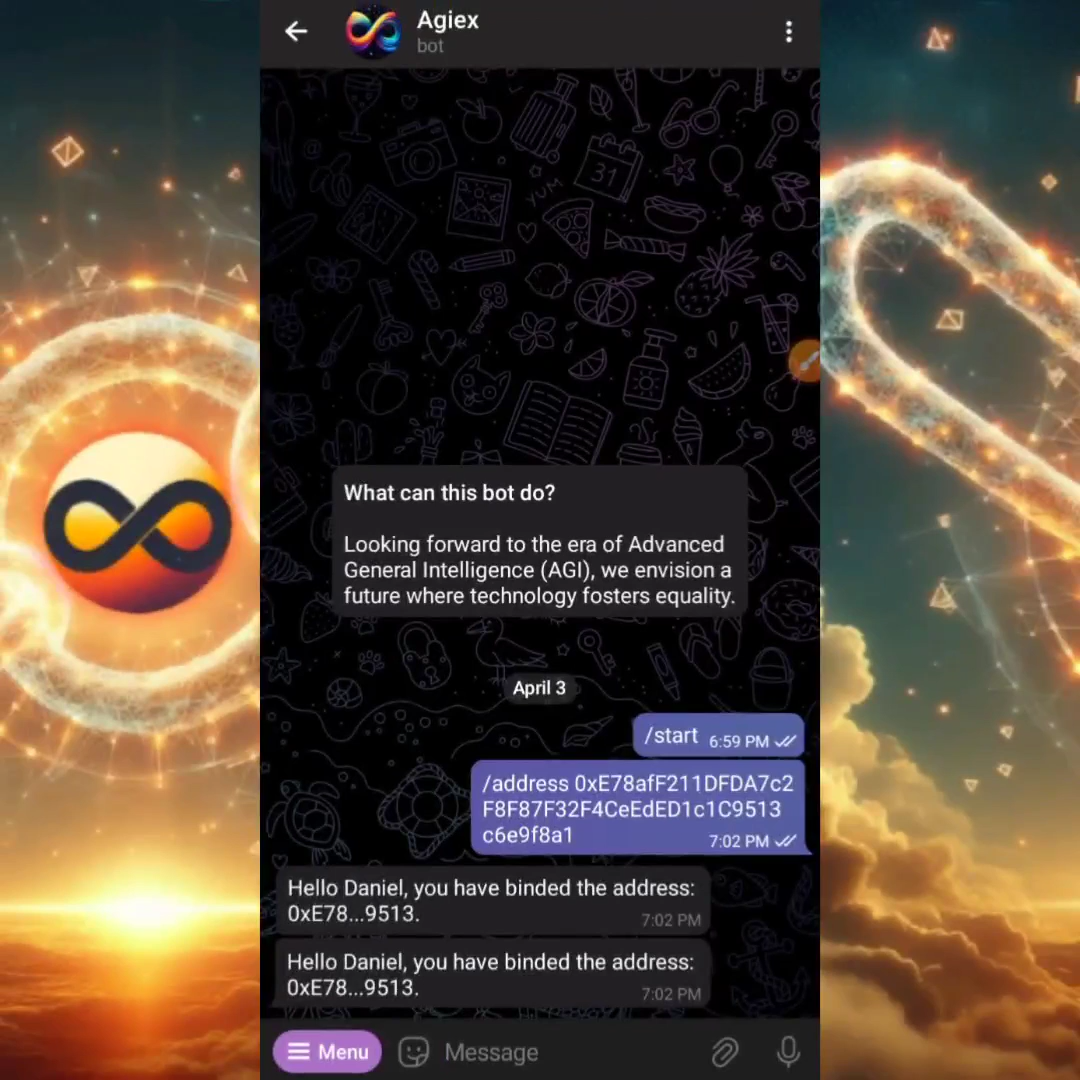 Agiex
bot
What can this bot do?
Looking forward to the era of Advanced
General Intelligence (AGI), we envision a
future where technology fosters equality.
April 3
/start 6:59 PM
/address 0xE78afF211DFDA7c2
F8F87F32F4CeEdED1c1C9513
c6e9f8a1 7:02 PM
Hello Daniel, you have binded the address:
0xE78...9513. 7:02 PM
Hello Daniel, you have binded the address:
0xE78...9513. 7:02 PM
Menu Message
YUM
31